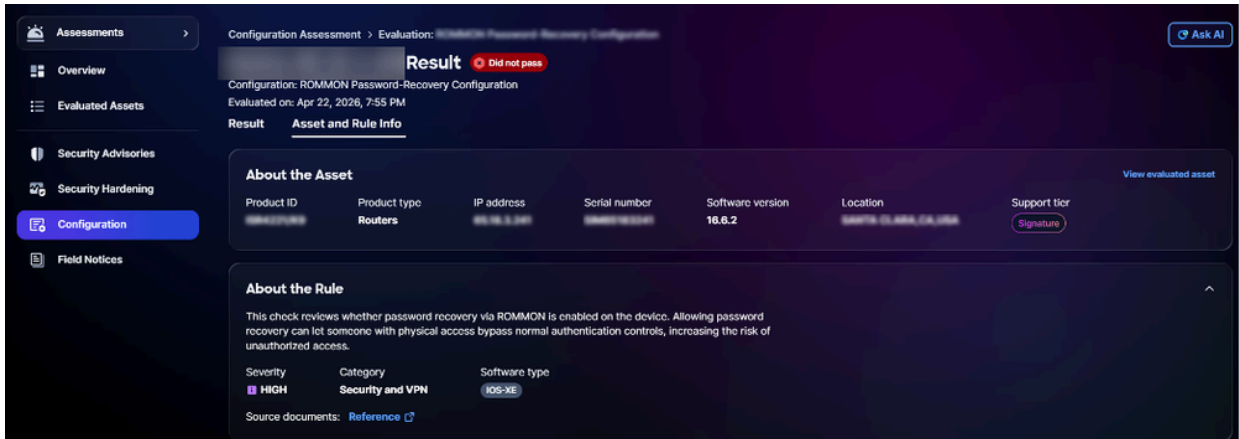 Assessments
Configuration Assessment > Evaluation:
Ask AI
Overview
Result Did not pass
Configuration: ROMMON Password-Recovery Configuration
Evaluated Assets
Evaluated on: Apr 22, 2026, 7:55 PM
Result Asset and Rule Info
Security Advisories
Security Hardening
Configuration
Field Notices
About the Asset
View evaluated asset
Product ID Product type IP address Serial number Software version Location Support tier
Routers 16.6.2 Signature
About the Rule
This check reviews whether password recovery via ROMMON is enabled on the device. Allowing password
recovery can let someone with physical access bypass normal authentication controls, increasing the risk of
unauthorized access.
Severity Category Software type
HIGH Security and VPN IOS-XE
Source documents: Reference